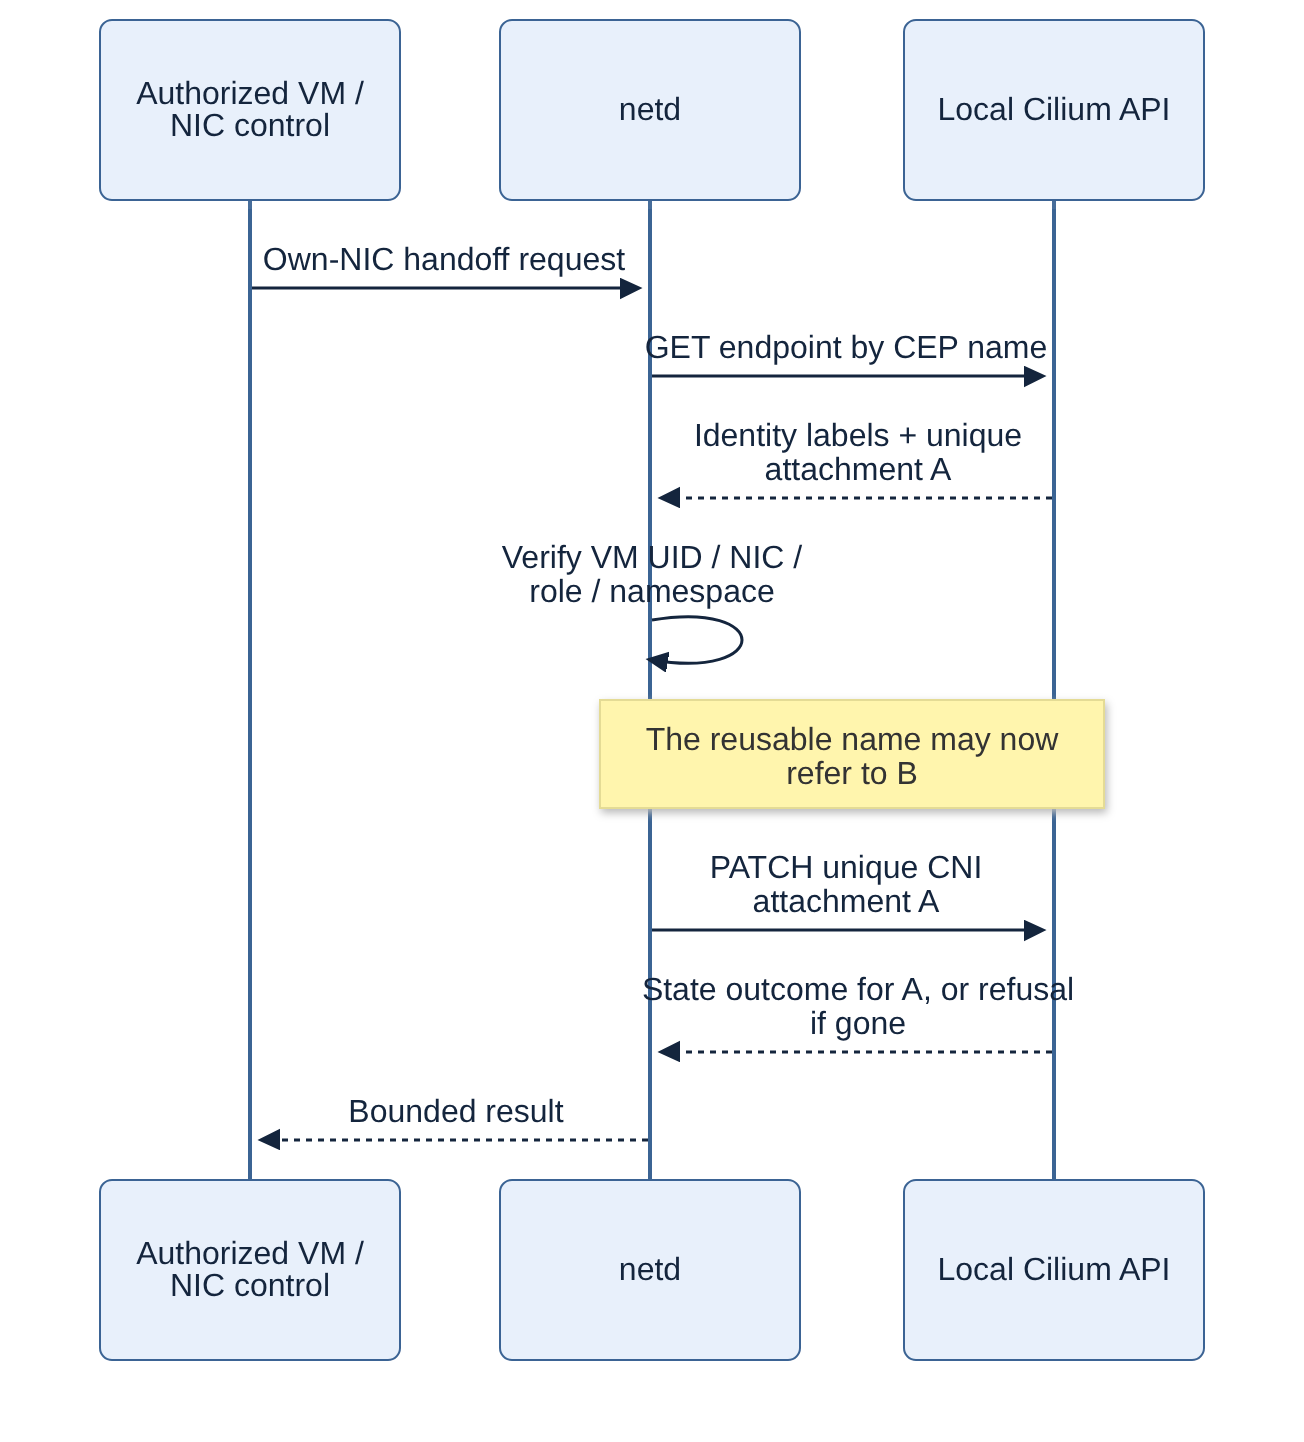 Authorized VM /
NIC control
netd
Local Cilium API
Own-NIC handoff request
GET endpoint by CEP name
Identity labels + unique
attachment A
Verify VM UID / NIC /
role / namespace
The reusable name may now
refer to B
PATCH unique CNI
attachment A
State outcome for A, or refusal
if gone
Bounded result
Authorized VM /
NIC control
netd
Local Cilium API